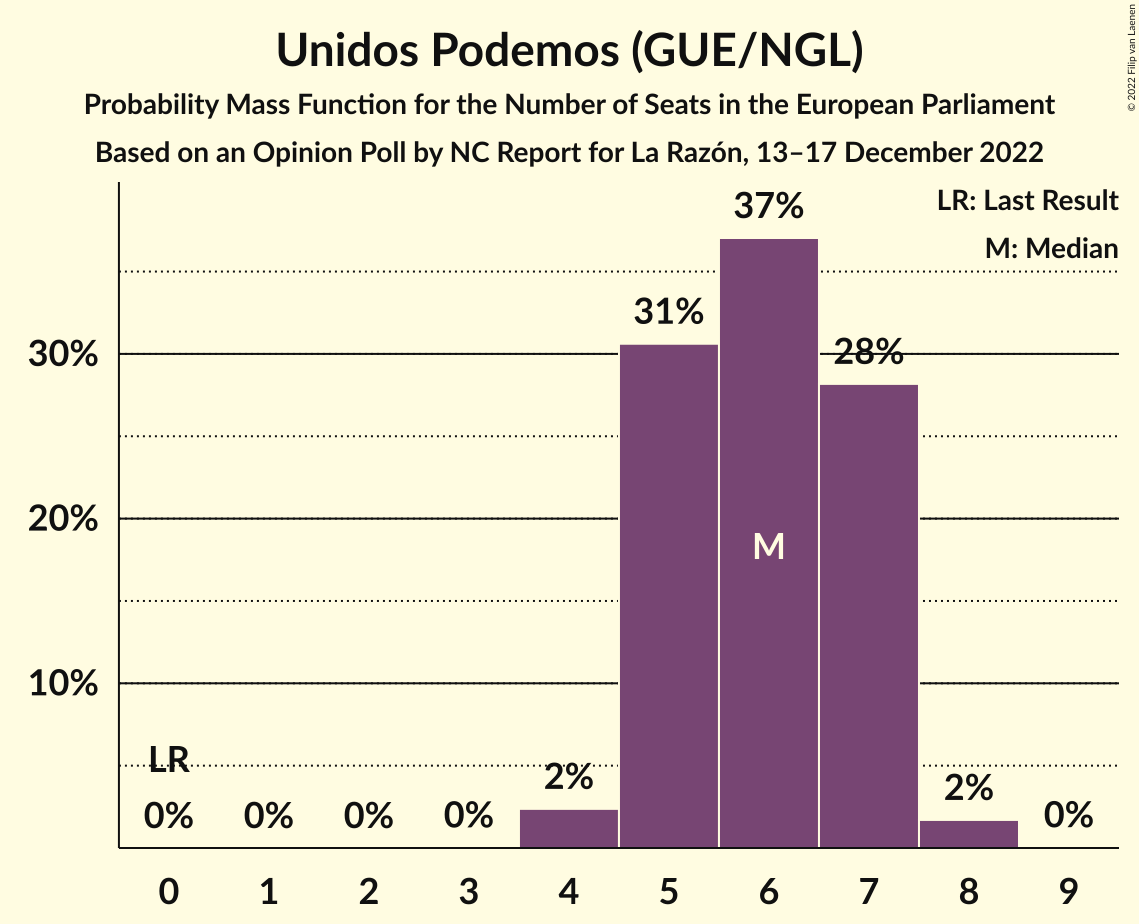 Unidos Podemos (GUE/NGL)
Probability Mass Function for the Number of Seats in the European Parliament
Based on an Opinion Poll by NC Report for La Razón, 13–17 December 2022
© 2022 Filip van Laenen
LR: Last Result
M: Median
37%
31%
28%
30%
20%
M
10%
LR
0% 0% 0% 0% 2% 2% 0%
0 1 2 3 4 5 6 7 8 9